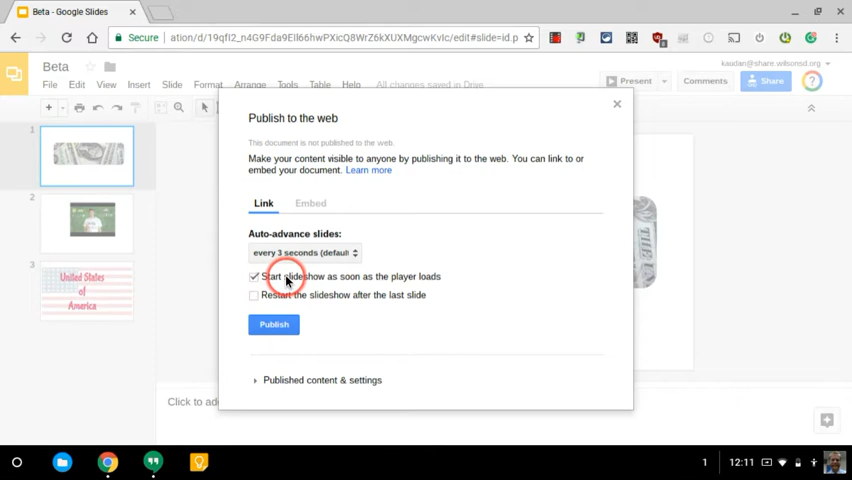 Beta - Google Slides
Secure
ation/d/19qfI2_n4G9Fda9EIl66hwPXicQ8WrZ6kXUXMgcwKvIc/edit#slide=id.p
Beta
kaudan@share.wilsonsd.org
File Edit View Insert Slide Format Arrange Tools Table Help All changes saved in Drive
Present
Comments
Share
Publish to the web
This document is not published to the web.
Make your content visible to anyone by publishing it to the web. You can link to or
embed your document. Learn more
Link Embed
Auto-advance slides:
every 3 seconds (default
Start slideshow as soon as the player loads
Restart the slideshow after the last slide
Publish
Published content & settings
1
2
3
United States
of
America
Click to ad
1 12:11